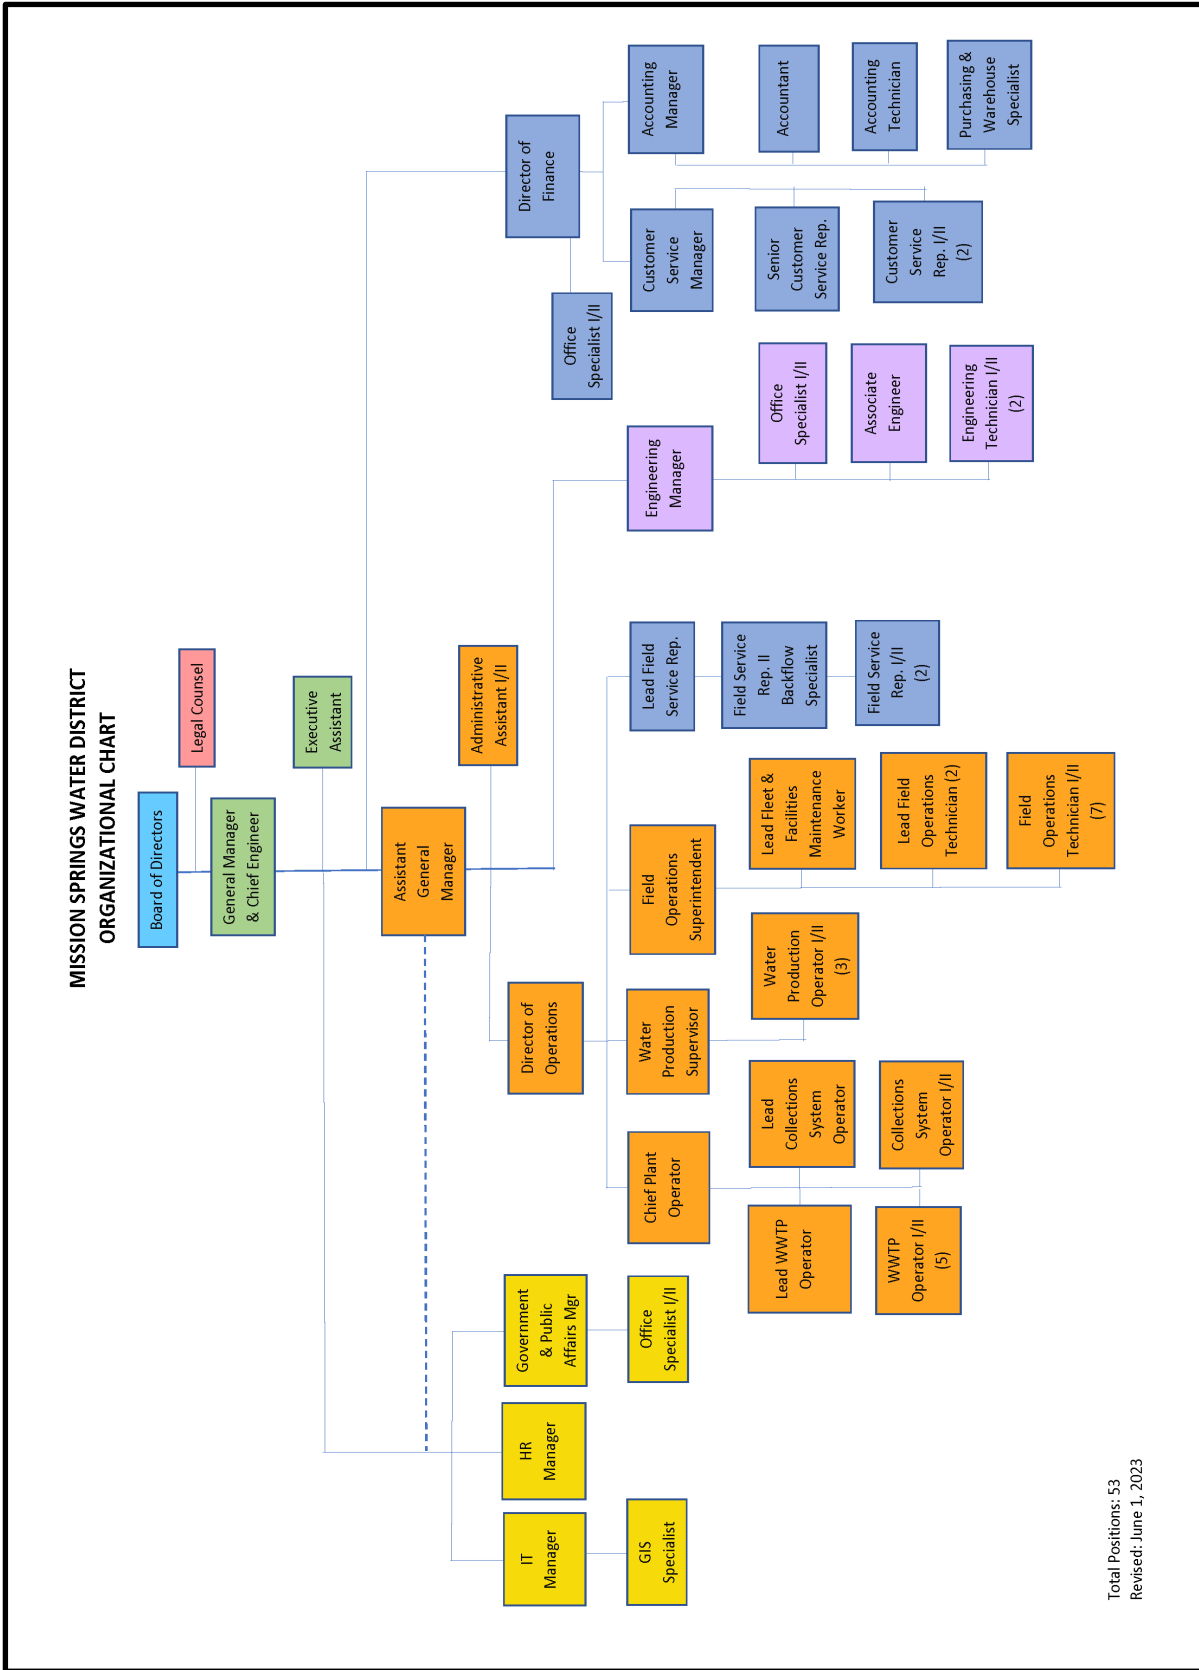 MISSION SPRINGS WATER DISTRICT
ORGANIZATIONAL CHART
Board of Directors
Legal Counsel
General Manager
& Chief Engineer
Executive
Assistant
Assistant
General
Manager
Administrative
Assistant I/II
IT
Manager
HR
Manager
Government
& Public
Affairs Mgr
Director of
Operations
Director of
Finance
Office
Specialist I/II
GIS
Specialist
Office
Specialist I/II
Chief Plant
Operator
Water
Production
Supervisor
Field
Operations
Superintendent
Lead Field
Service Rep.
Engineering
Manager
Customer
Service
Manager
Accounting
Manager
Lead WWTP
Operator
Lead
Collections
System
Operator
Water
Production
Operator I/II
(3)
Lead Fleet &
Facilities
Maintenance
Worker
Field Service
Rep. II
Backflow
Specialist
Office
Specialist I/II
Senior
Customer
Service Rep.
Accountant
WWTP
Operator I/II
(5)
Collections
System
Operator I/II
Lead Field
Operations
Technician (2)
Field Service
Rep. I/II
(2)
Associate
Engineer
Customer
Service
Rep. I/II
(2)
Accounting
Technician
Field
Operations
Technician I/II
(7)
Engineering
Technician I/II
(2)
Purchasing &
Warehouse
Specialist
Total Positions: 53
Revised: June 1, 2023